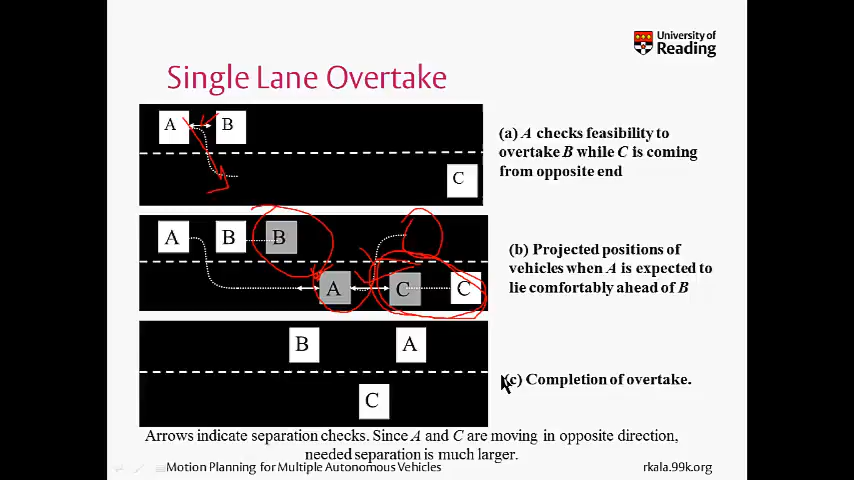 University of
Reading
Single Lane Overtake
A
B
C
(a) A checks feasibility to
overtake B while C is coming
from opposite end
A
B
B
A
C
C
(b) Projected positions of
vehicles when A is expected to
lie comfortably ahead of B
B
A
C
(c) Completion of overtake.
Arrows indicate separation checks. Since A and C are moving in opposite direction,
needed separation is much larger.
Motion Planning for Multiple Autonomous Vehicles
rkala.99k.org